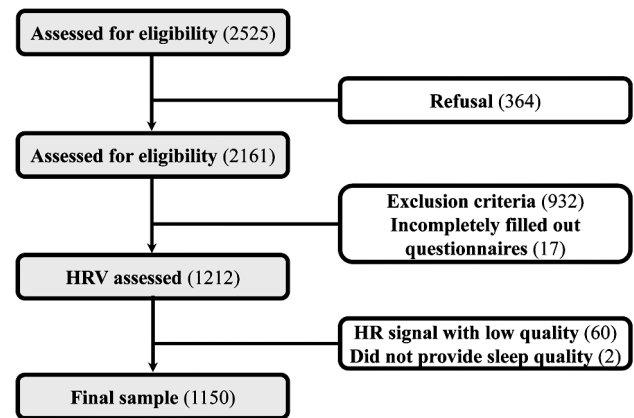 Assessed for eligibility (2525)
Refusal (364)
Assessed for eligibility (2161)
Exclusion criteria (932)
Incompletely filled out
questionnaires (17)
HRV assessed (1212)
HR signal with low quality (60)
Did not provide sleep quality (2)
Final sample (1150)